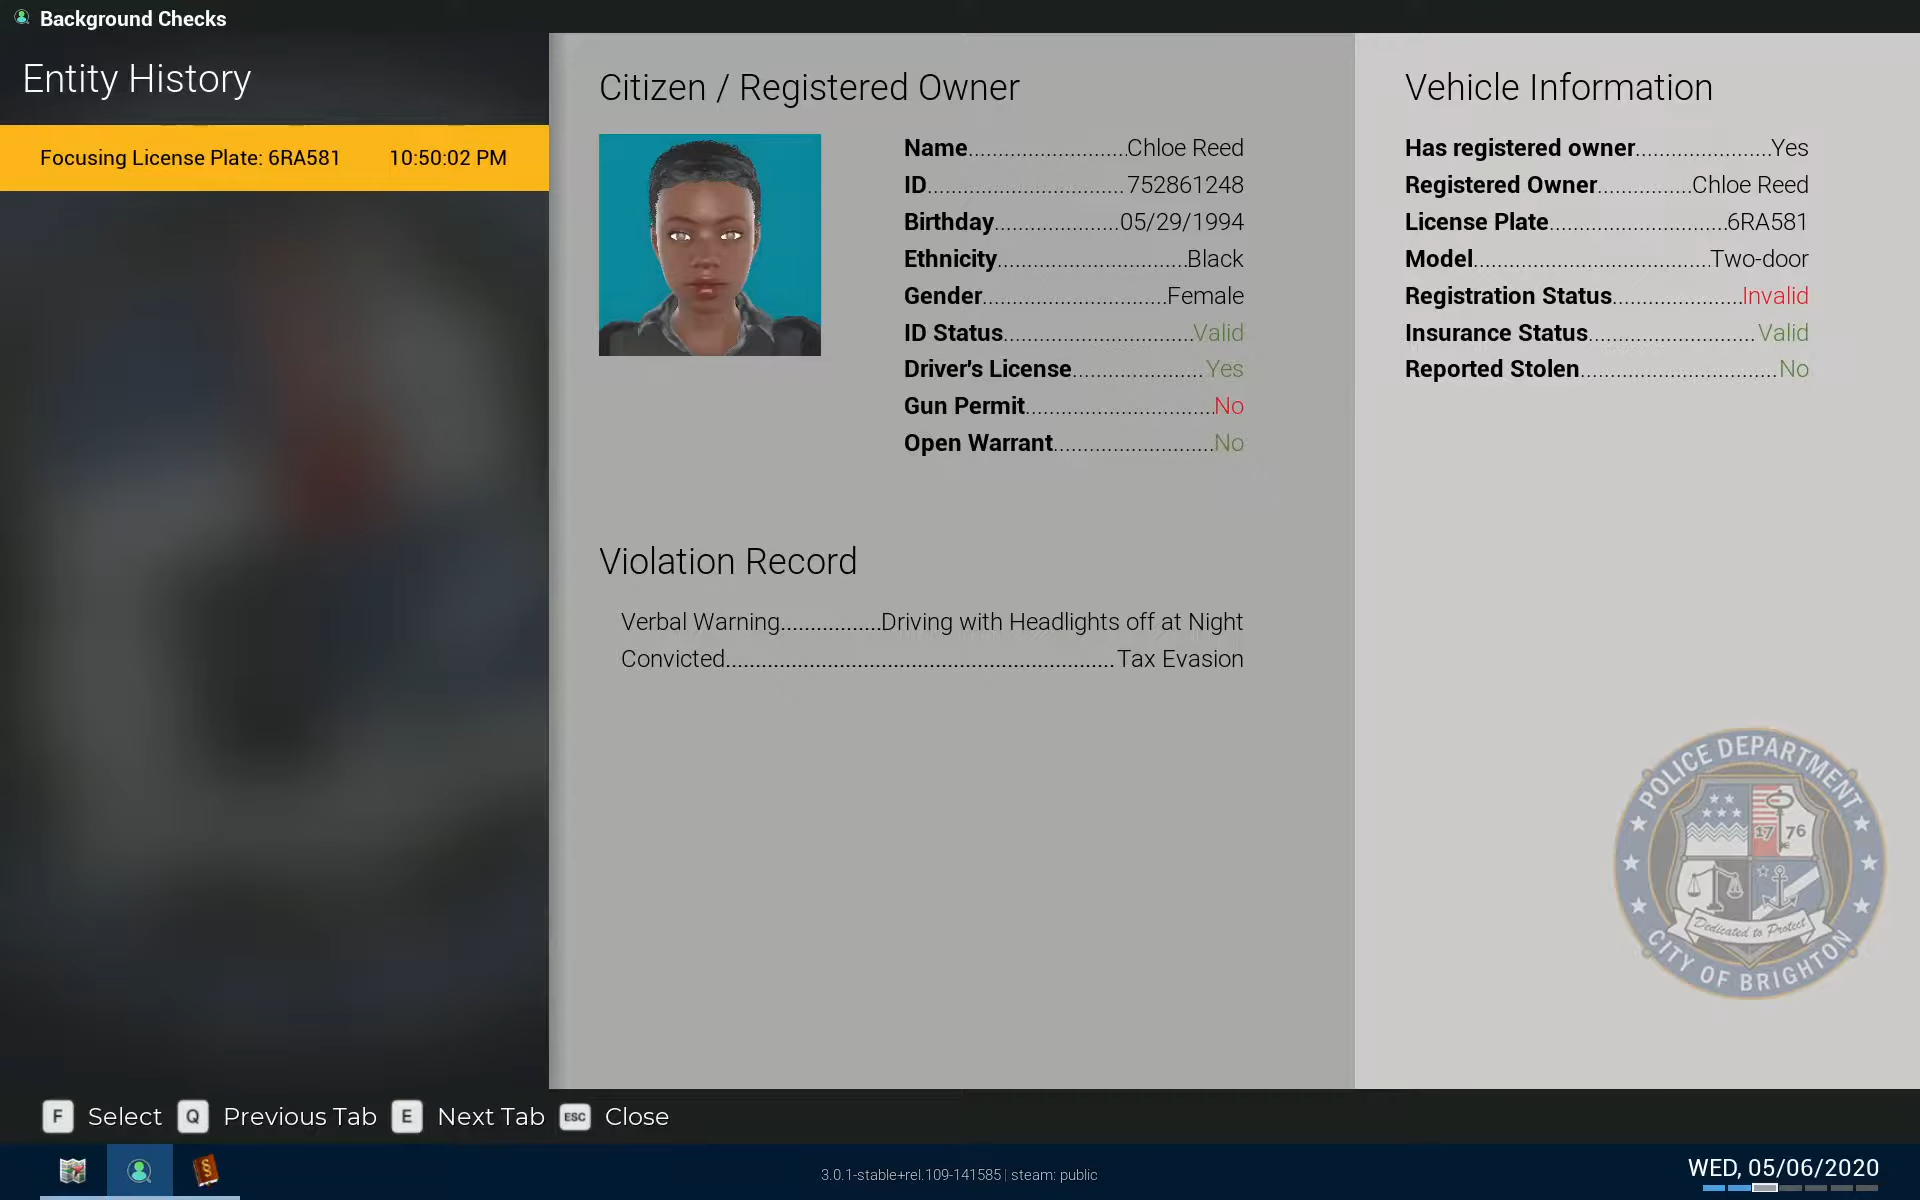 Background Checks
Entity History
Focusing License Plate: 6RA581 10:50:02 PM
Citizen / Registered Owner
Name..........................Chloe Reed
ID.................................752861248
Birthday.....................05/29/1994
Ethnicity...............................Black
Gender...............................Female
ID Status...............................Valid
Driver's License......................Yes
Gun Permit...............................No
Open Warrant..........................No
Violation Record
Verbal Warning.................Driving with Headlights off at Night
Convicted.................................................................Tax Evasion
Vehicle Information
Has registered owner.......................Yes
Registered Owner................Chloe Reed
License Plate..............................6RA581
Model.......................................Two-door
Registration Status......................Invalid
Insurance Status............................Valid
Reported Stolen.................................No
POLICE DEPARTMENT
17 76
Dedicated to Protect
CITY OF BRIGHTON
F Select Q Previous Tab E Next Tab ESC Close
3.0.1-stable+rel.109-141585 | steam: public
WED, 05/06/2020